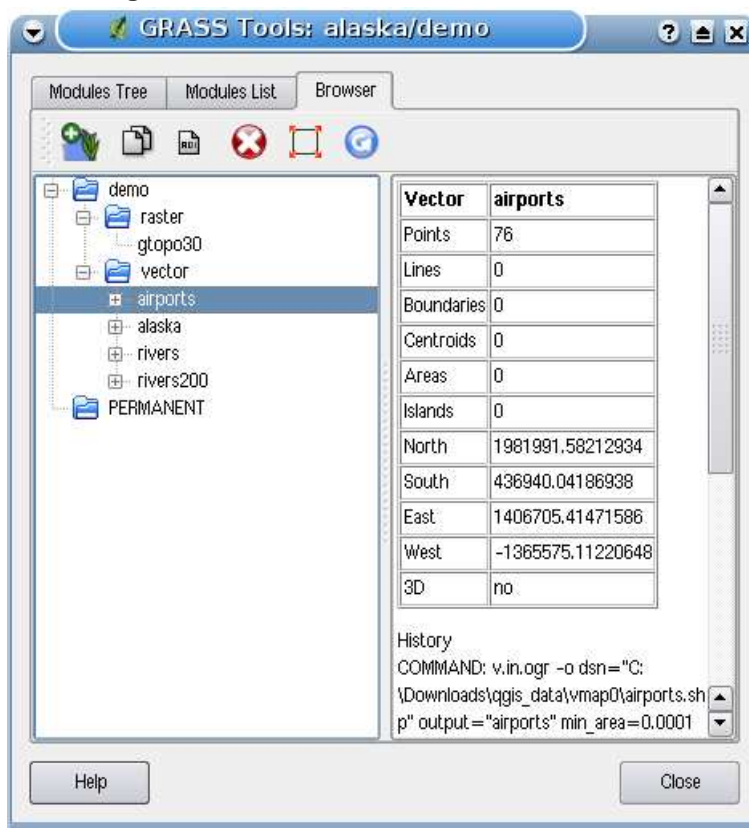 GRASS Tools: alaska/demo
Modules Tree
Modules List
Browser
demo
raster
gtopo30
vector
airports
alaska
rivers
rivers200
PERMANENT
Vector airports
Points 76
Lines 0
Boundaries 0
Centroids 0
Areas 0
Islands 0
North 1981991.58212934
South 436940.04186938
East 1406705.41471586
West -1365575.11220648
3D no
History
COMMAND: v.in.ogr -o dsn="C:
\Downloads\qgis_data\vmap0\airports.sh
p" output="airports" min_area=0.0001
Help
Close